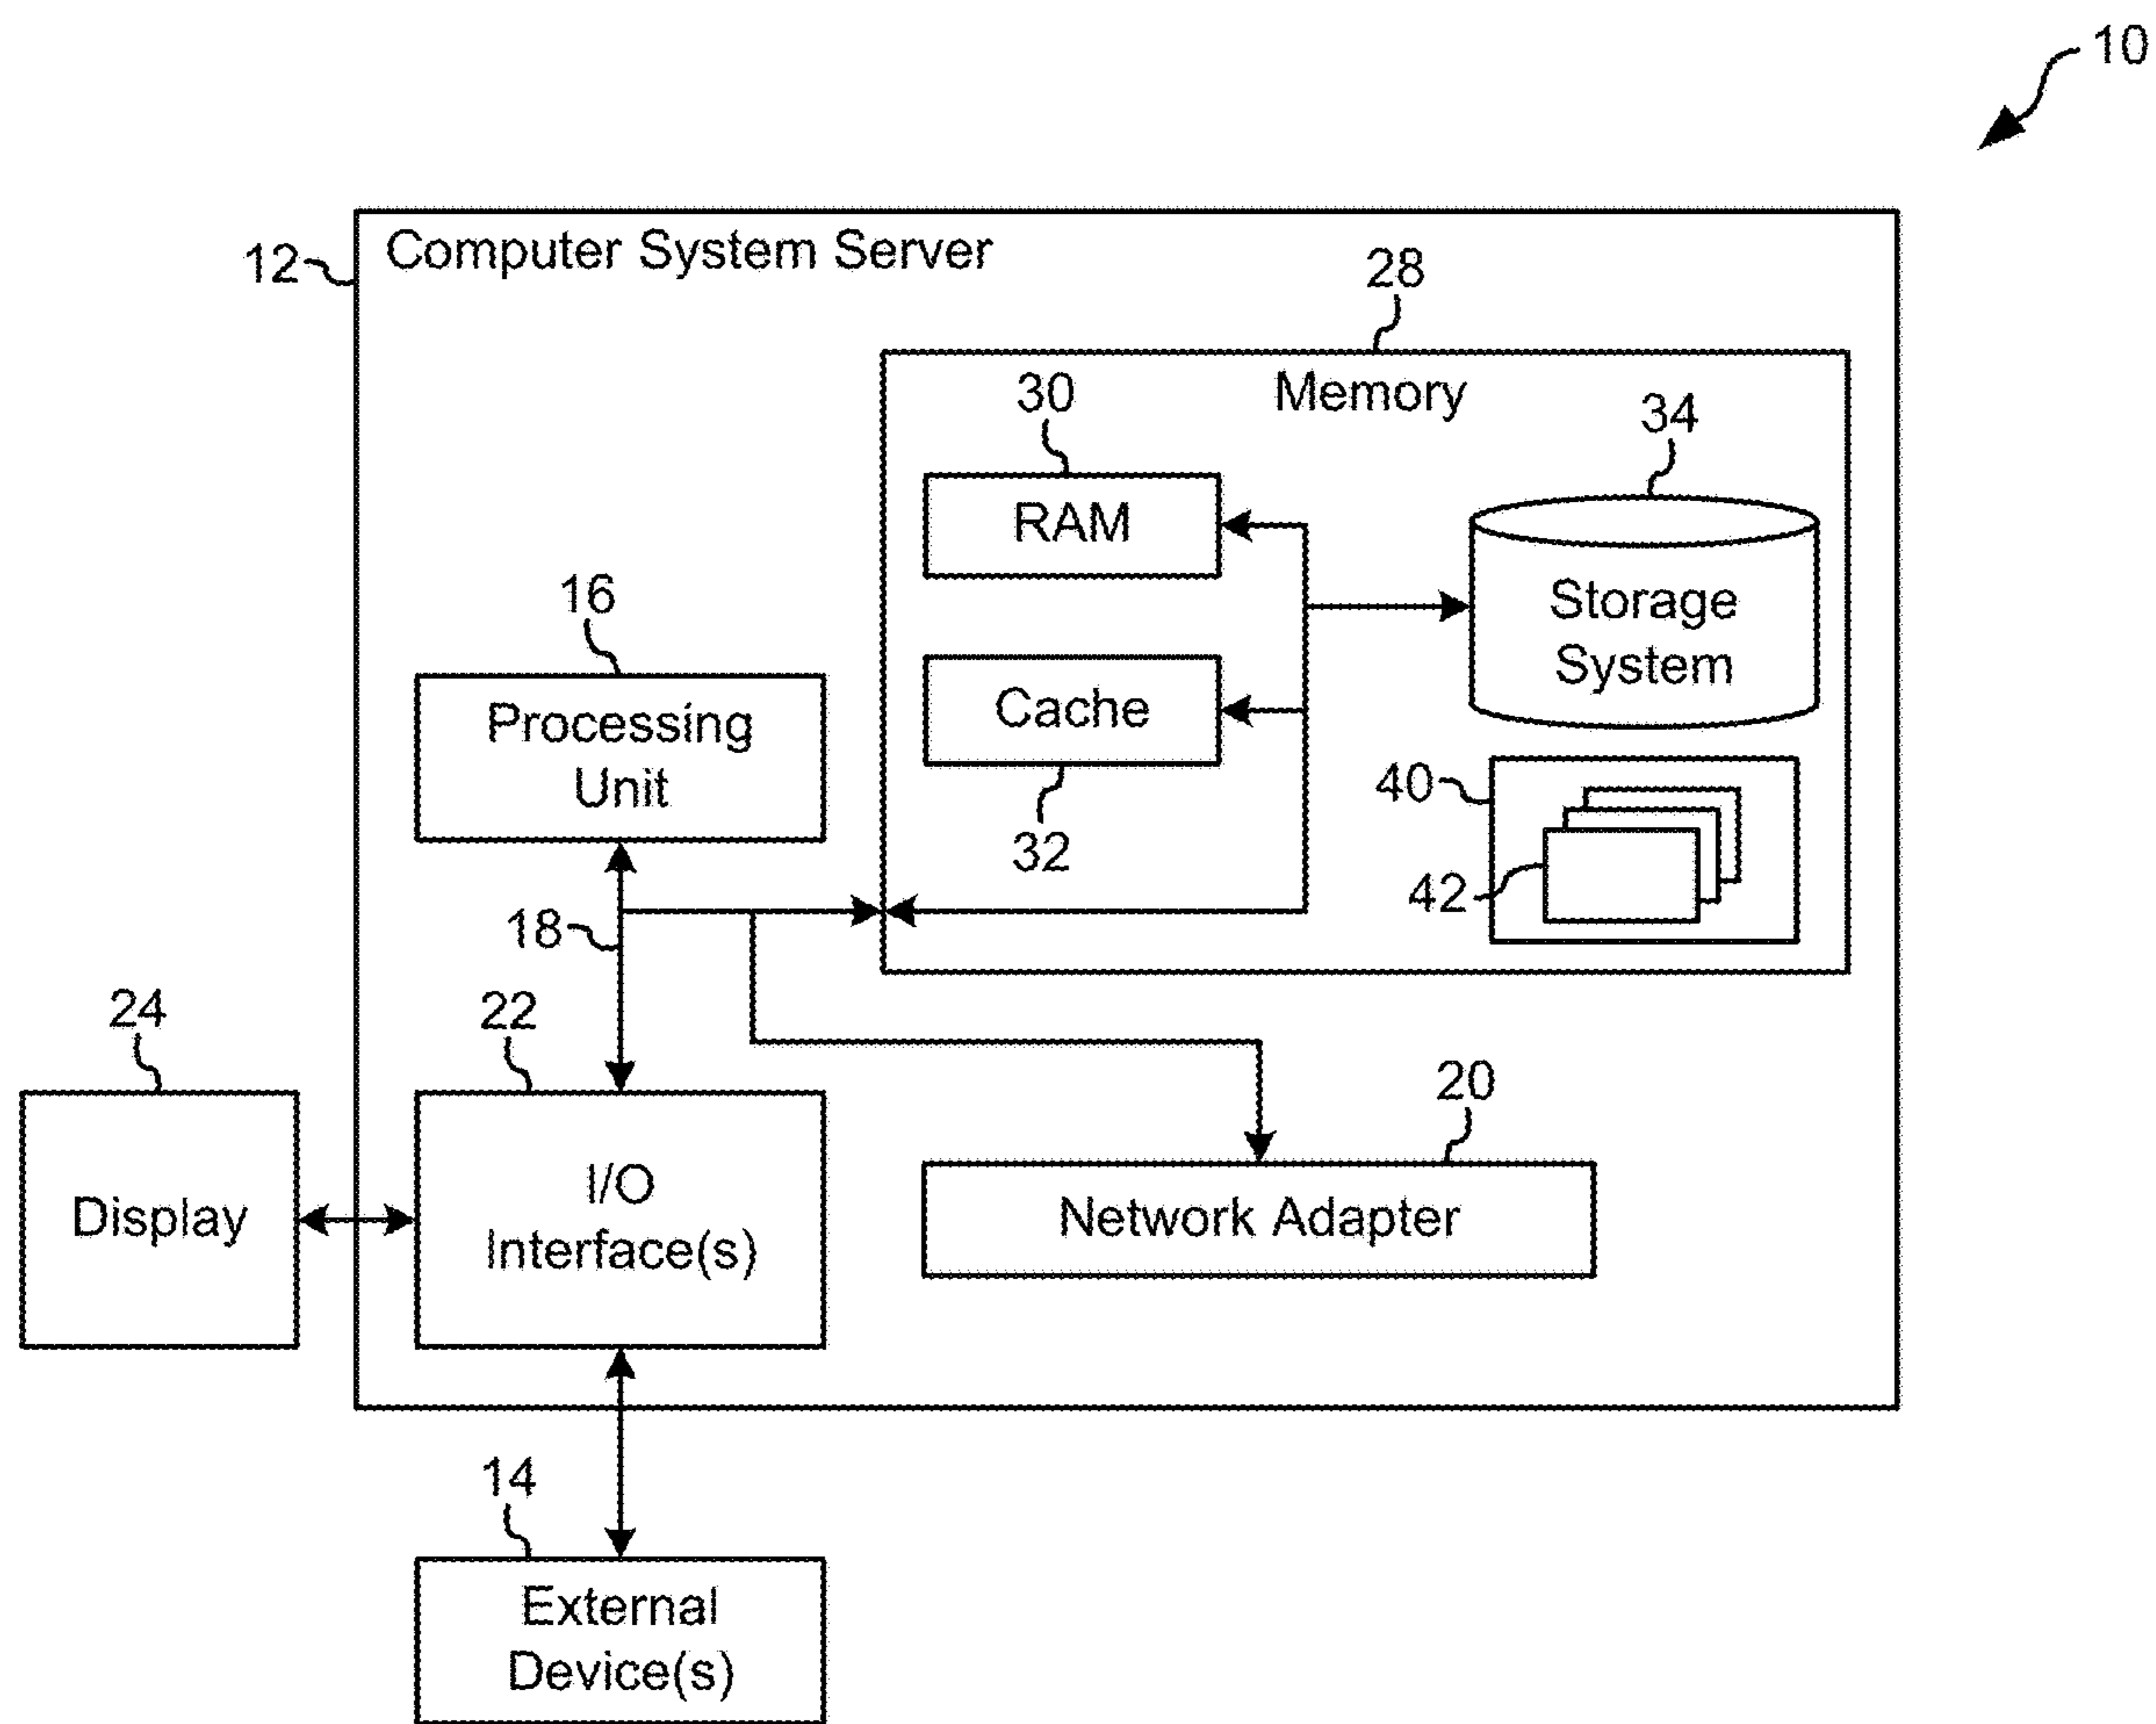 10
12
Computer System Server
28
Memory
30
RAM
34
Storage
System
16
Processing
Unit
Cache
32
40
42
18
24
22
20
Display
I/O
Interface(s)
Network Adapter
14
External
Device(s)